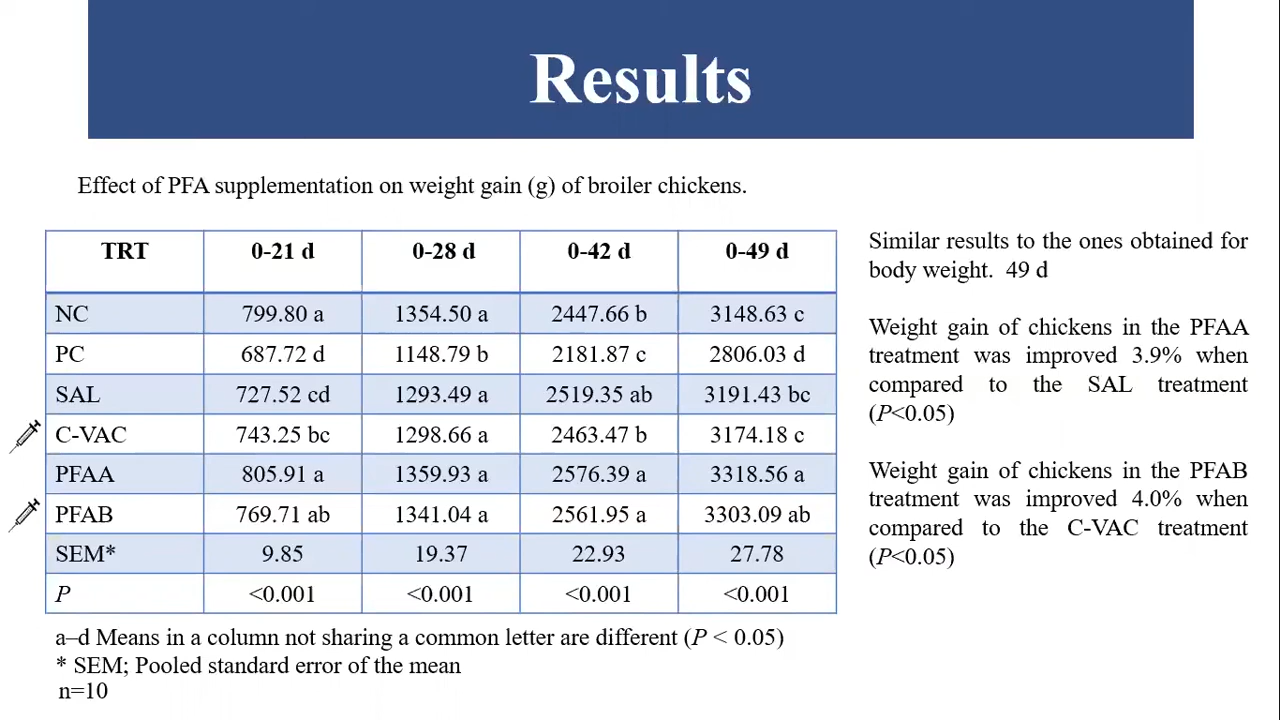 Results
Effect of PFA supplementation on weight gain (g) of broiler chickens.
TRT 0-21 d 0-28 d 0-42 d 0-49 d
NC 799.80 a 1354.50 a 2447.66 b 3148.63 c
PC 687.72 d 1148.79 b 2181.87 c 2806.03 d
SAL 727.52 cd 1293.49 a 2519.35 ab 3191.43 bc
C-VAC 743.25 bc 1298.66 a 2463.47 b 3174.18 c
PFAA 805.91 a 1359.93 a 2576.39 a 3318.56 a
PFAB 769.71 ab 1341.04 a 2561.95 a 3303.09 ab
SEM* 9.85 19.37 22.93 27.78
P <0.001 <0.001 <0.001 <0.001
a–d Means in a column not sharing a common letter are different (P < 0.05)
* SEM; Pooled standard error of the mean
n=10
Similar results to the ones obtained for
body weight. 49 d
Weight gain of chickens in the PFAA
treatment was improved 3.9% when
compared to the SAL treatment
(P<0.05)
Weight gain of chickens in the PFAB
treatment was improved 4.0% when
compared to the C-VAC treatment
(P<0.05)